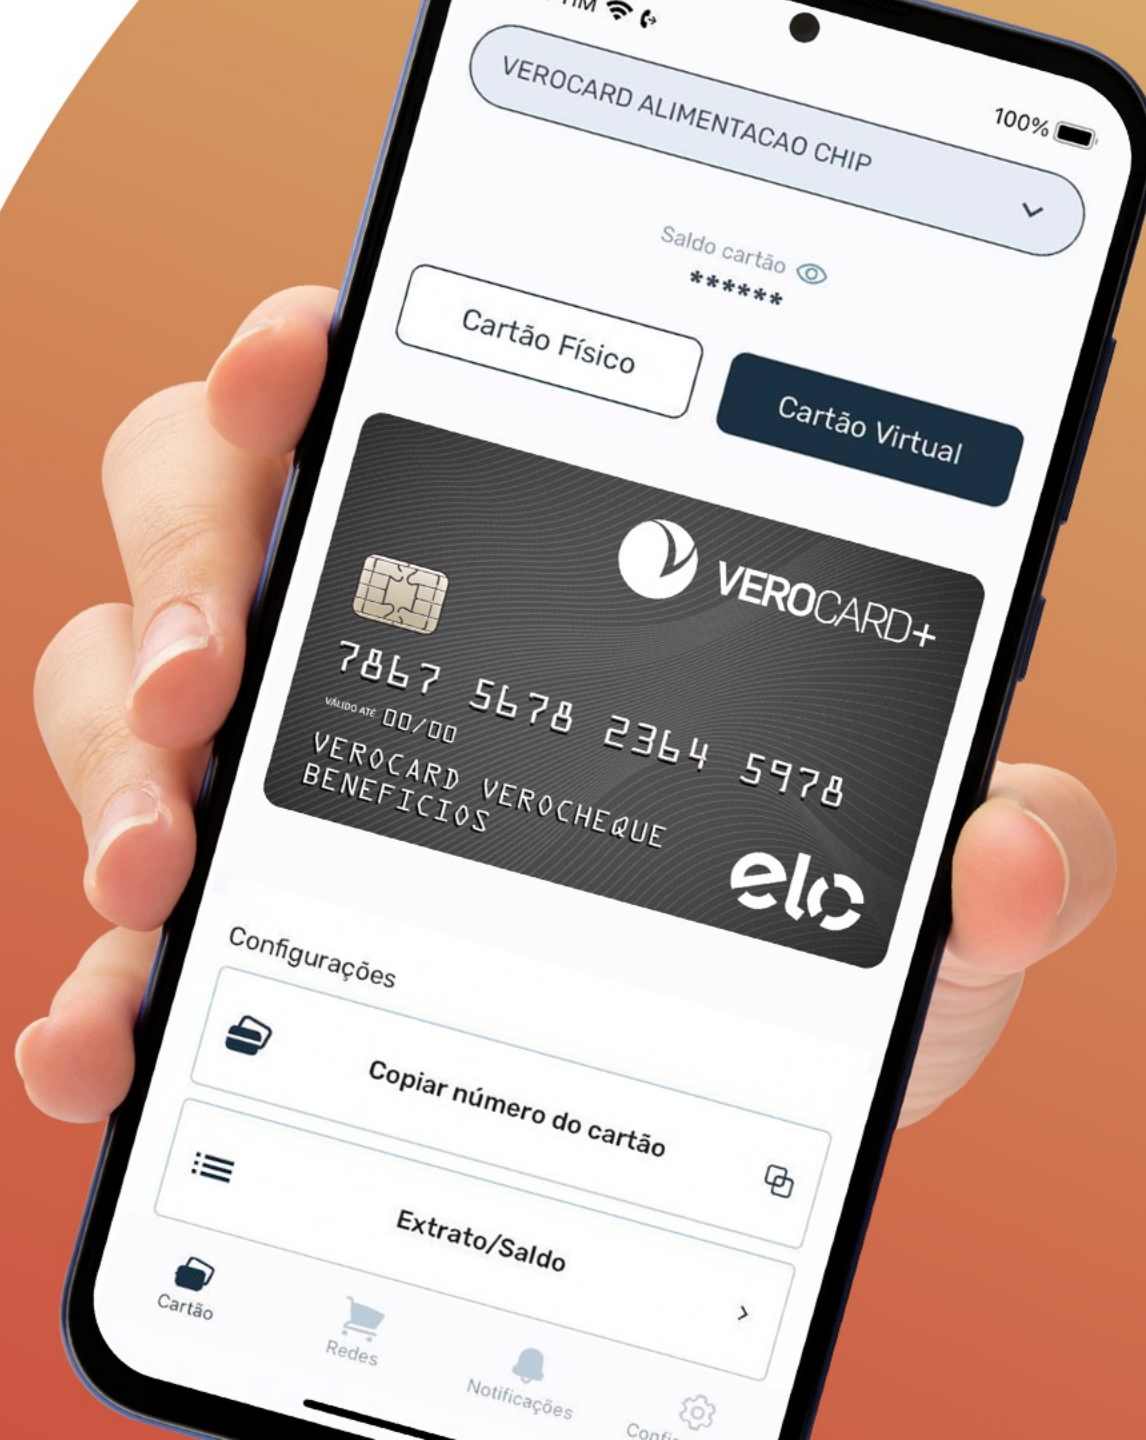 TIM
100%
VEROCARD ALIMENTACAO CHIP
Saldo cartão
******
Cartão Físico
Cartão Virtual
VEROCARD+
7867 5678 2364 5978
VÁLIDO ATÉ 00/00
VEROCARD VEROCHEQUE
BENEFICIOS
elo
Configurações
Copiar número do cartão
Extrato/Saldo
Cartão
Redes
Notificações